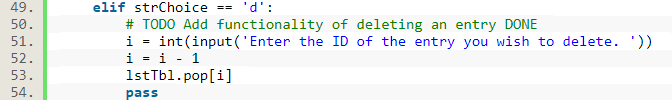 49. elif strChoice == 'd':
50. # TODO Add functionality of deleting an entry DONE
51. i = int(input('Enter the ID of the entry you wish to delete. '))
52. i = i - 1
53. lstTbl.pop[i]
54. pass